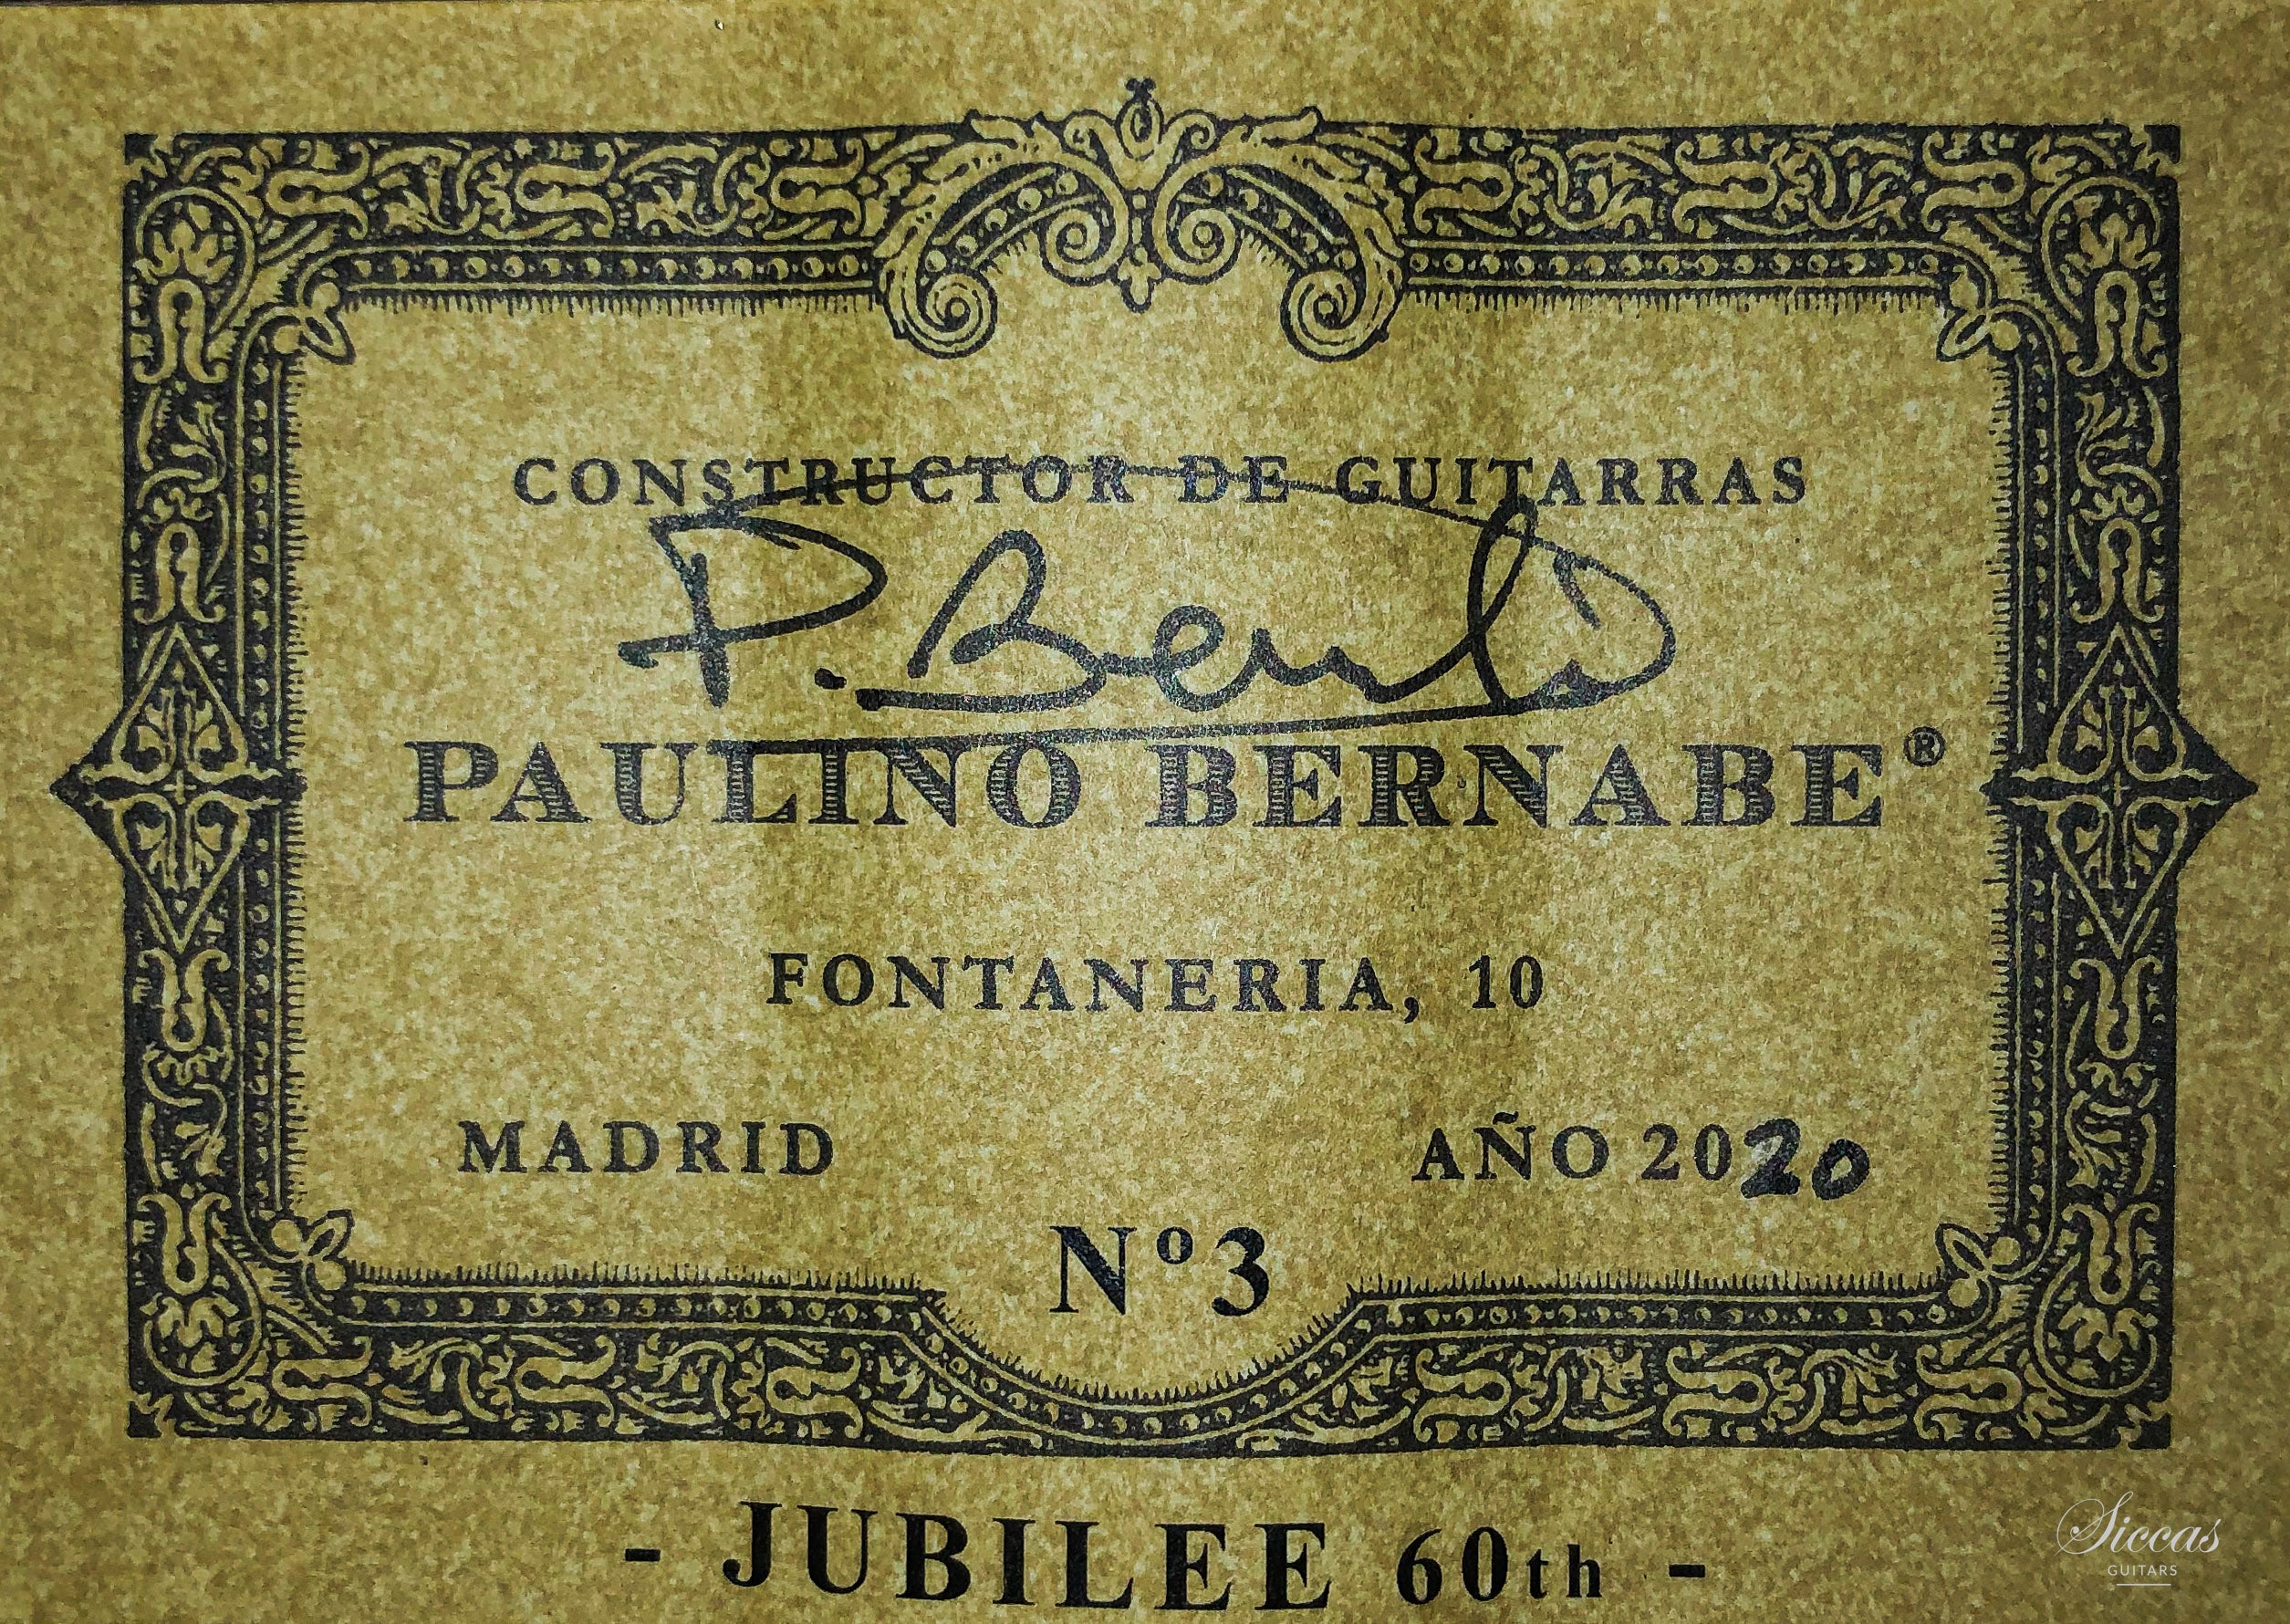 CONSTRUCTOR DE GUITARRAS
P. Bernabe
PAULINO BERNABE®
FONTANERIA, 10
MADRID AÑO 2020
Nº3
- JUBILEE 60th -
Siccas
GUITARS